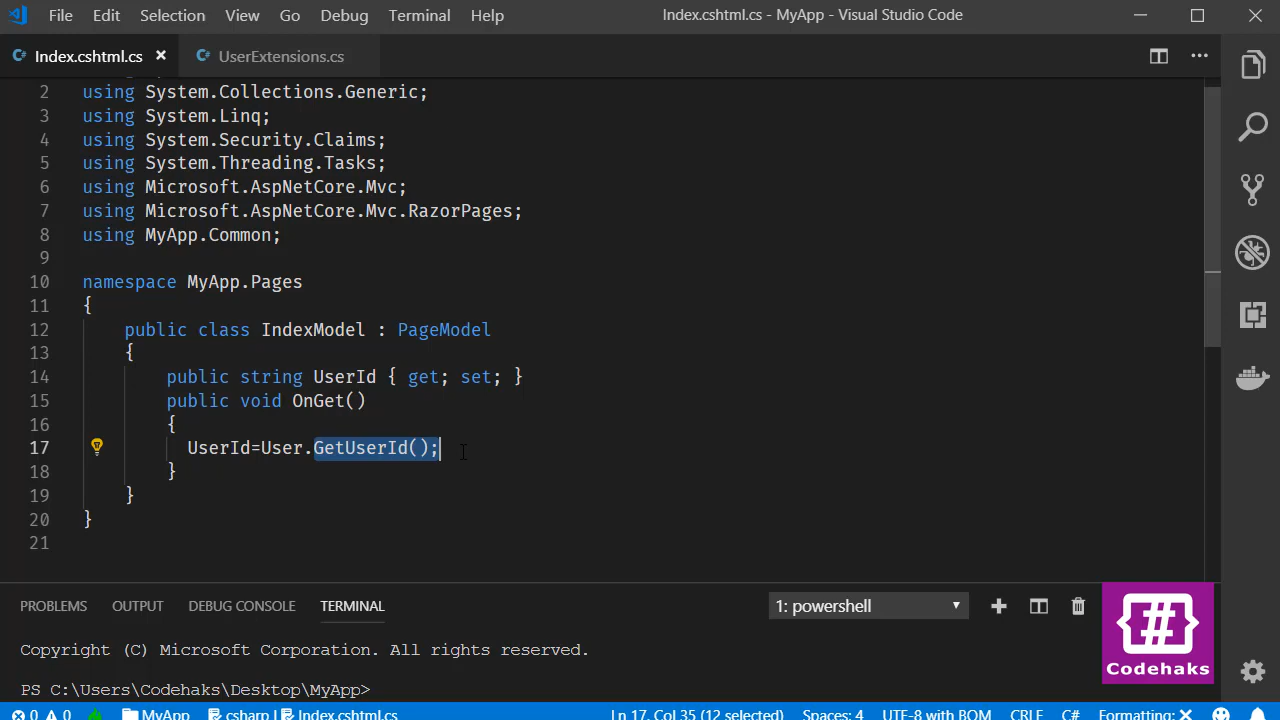 File Edit Selection View Go Debug Terminal Help Index.cshtml.cs - MyApp - Visual Studio Code
Index.cshtml.cs UserExtensions.cs
2 using System.Collections.Generic;
3 using System.Linq;
4 using System.Security.Claims;
5 using System.Threading.Tasks;
6 using Microsoft.AspNetCore.Mvc;
7 using Microsoft.AspNetCore.Mvc.RazorPages;
8 using MyApp.Common;
9
10 namespace MyApp.Pages
11 {
12 public class IndexModel : PageModel
13 {
14 public string UserId { get; set; }
15 public void OnGet()
16 {
17 UserId=User.GetUserId();
18 }
19 }
20 }
21
PROBLEMS OUTPUT DEBUG CONSOLE TERMINAL 1: powershell
Copyright (C) Microsoft Corporation. All rights reserved.
{#}
Codehaks
PS C:\Users\Codehaks\Desktop\MyApp>
0 0 MyApp csharp | Index.cshtml.cs Ln 17, Col 35 (12 selected) Spaces: 4 UTF-8 with BOM CRLF C# Formatting: ×